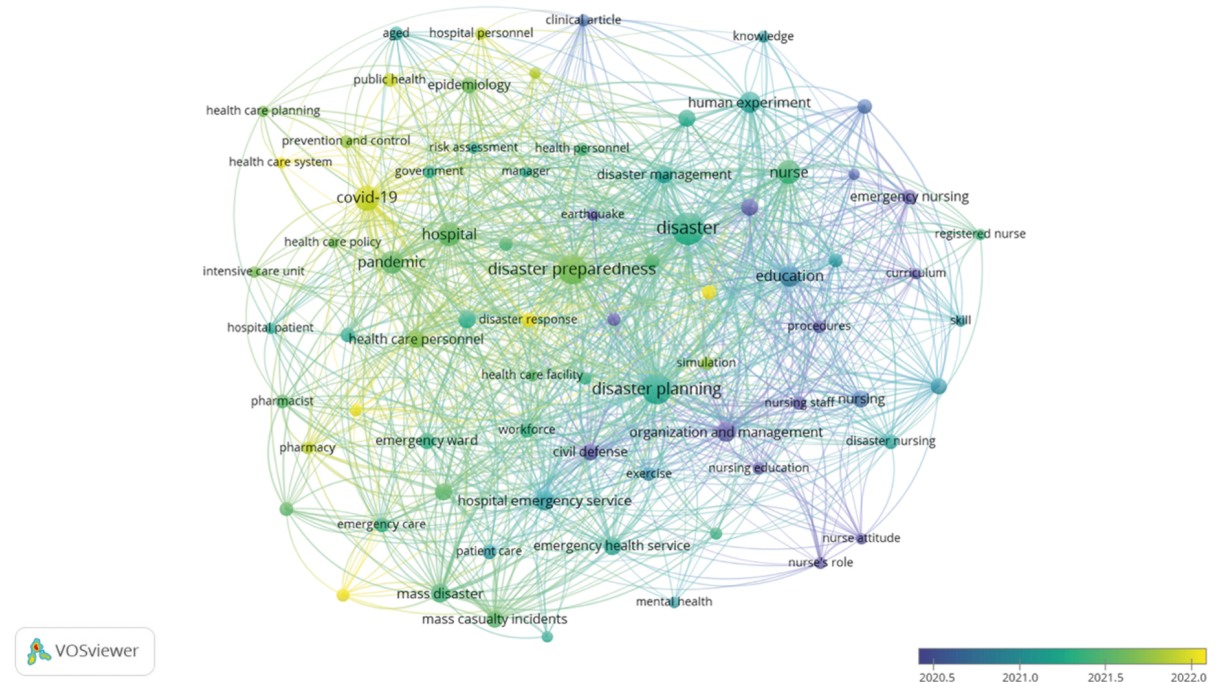 clinical article
aged
hospital personnel
knowledge
public health
epidemiology
human experiment
health care planning
prevention and control
risk assessment
health personnel
health care system
government
manager
disaster management
nurse
covid-19
emergency nursing
earthquake
disaster
hospital
registered nurse
health care policy
pandemic
disaster preparedness
education
curriculum
intensive care unit
disaster response
skill
hospital patient
procedures
health care personnel
simulation
health care facility
disaster planning
pharmacist
nursing staff
nursing
workforce
organization and management
emergency ward
disaster nursing
pharmacy
civil defense
nursing education
exercise
hospital emergency service
emergency care
nurse attitude
patient care
emergency health service
nurse's role
mass disaster
mental health
mass casualty incidents
VOSviewer
2020.5 2021.0 2021.5 2022.0